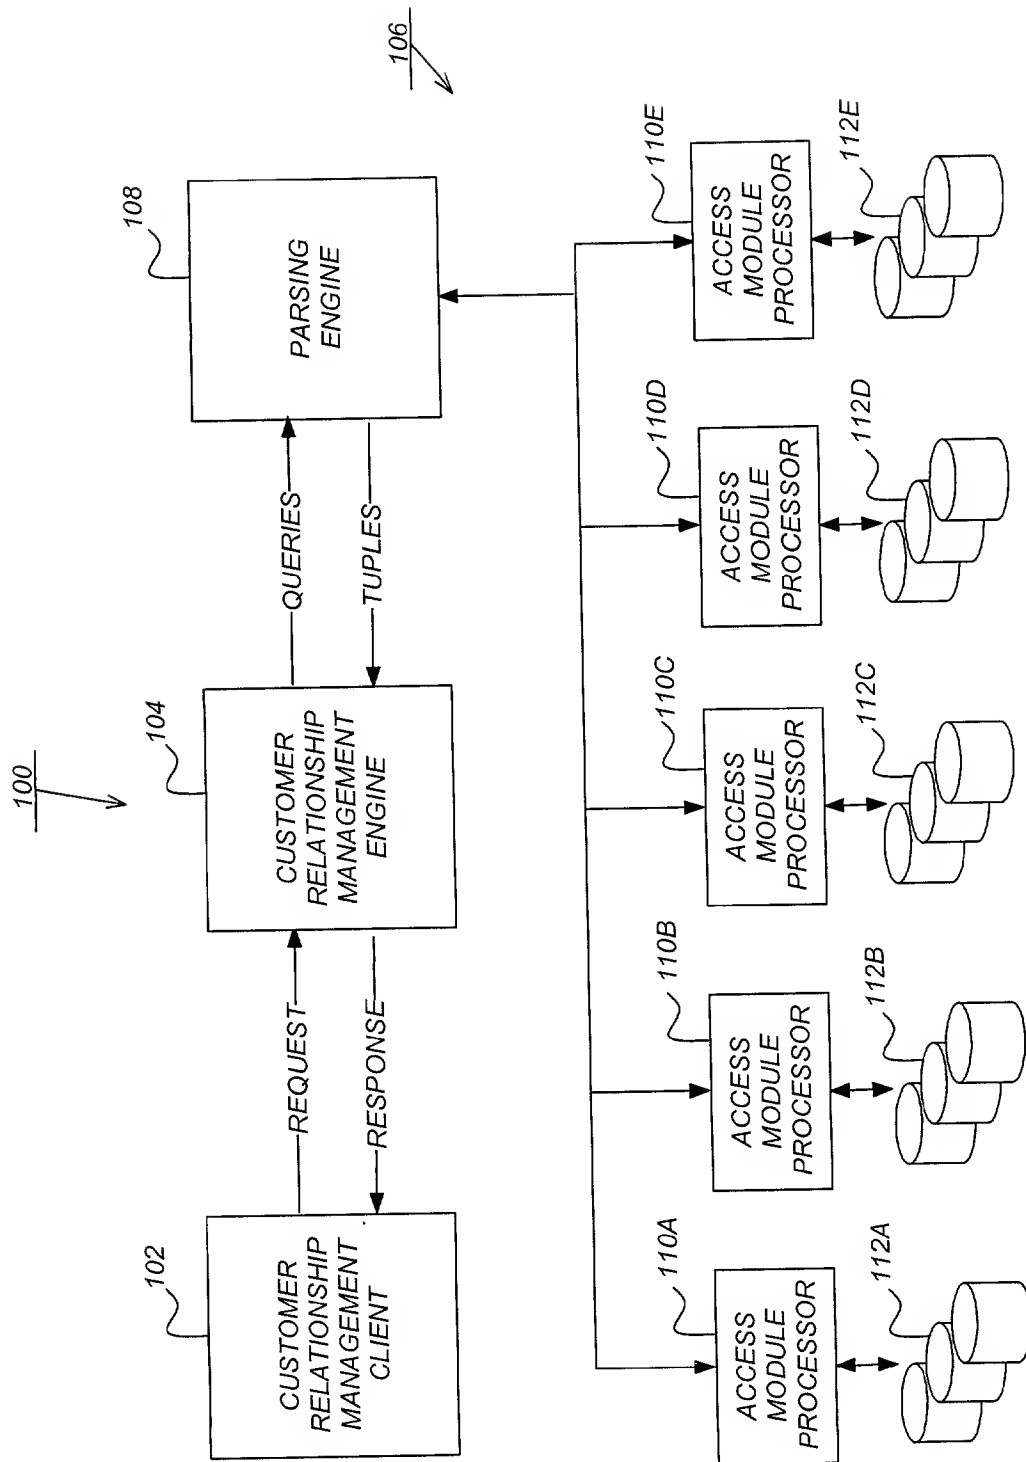 100
102
CUSTOMER
RELATIONSHIP
MANAGEMENT
CLIENT
REQUEST
RESPONSE
104
CUSTOMER
RELATIONSHIP
MANAGEMENT
ENGINE
QUERIES
TUPLES
108
PARSING
ENGINE
106
110A
ACCESS
MODULE
PROCESSOR
112A
110B
ACCESS
MODULE
PROCESSOR
112B
110C
ACCESS
MODULE
PROCESSOR
112C
110D
ACCESS
MODULE
PROCESSOR
112D
110E
ACCESS
MODULE
PROCESSOR
112E